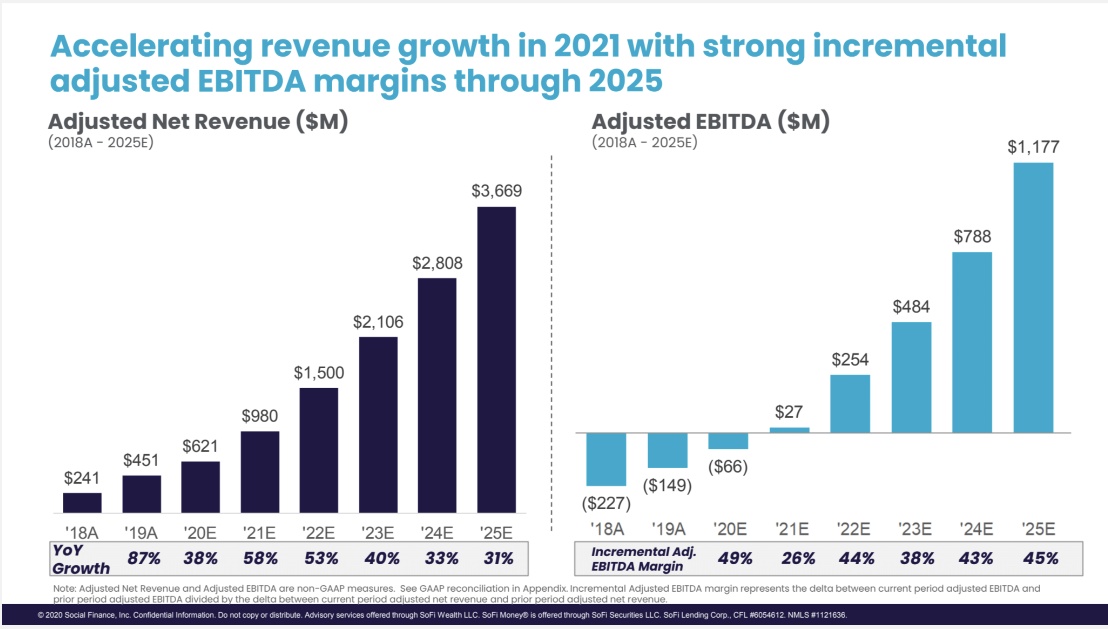 Accelerating revenue growth in 2021 with strong incremental
adjusted EBITDA margins through 2025
Adjusted Net Revenue ($M)
(2018A - 2025E)
$241
$451
$621
$980
$1,500
$2,106
$2,808
$3,669
'18A '19A '20E '21E '22E '23E '24E '25E
YoY
Growth
87% 38% 58% 53% 40% 33% 31%
Adjusted EBITDA ($M)
(2018A - 2025E)
($227)
($149)
($66)
$27
$254
$484
$788
$1,177
'18A '19A '20E '21E '22E '23E '24E '25E
Incremental Adj.
EBITDA Margin
49% 26% 44% 38% 43% 45%
Note: Adjusted Net Revenue and Adjusted EBITDA are non-GAAP measures. See GAAP reconciliation in Appendix. Incremental Adjusted EBITDA margin represents the delta between current period adjusted EBITDA and
prior period adjusted EBITDA divided by the delta between current period adjusted net revenue and prior period adjusted net revenue.
© 2020 Social Finance, Inc. Confidential Information. Do not copy or distribute. Advisory services offered through SoFi Wealth LLC. SoFi Money® is offered through SoFi Securities LLC. SoFi Lending Corp., CFL #6054612. NMLS #1121636.